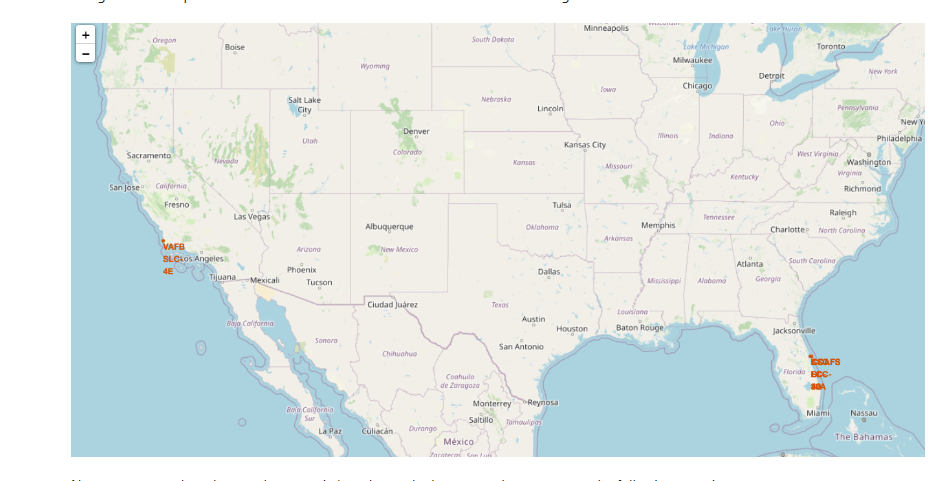 +
−
Minneapolis
Oregon
Boise
South Dakota
Lake Michigan
Lake Huron
Toronto
Wyoming
Milwaukee
Detroit
New York
Chicago
Salt Lake
City
Nebraska
Iowa
Lincoln
Pennsylvania
Denver
Utah
Ohio
Illinois
Indiana
Philadelphia
Colorado
Kansas City
Sacramento
Nevada
Kansas
Missouri
West Virginia
Washington
Virginia
San Jose
California
Kentucky
Richmond
Fresno
Tulsa
Las Vegas
Tennessee
Raleigh
Albuquerque
Oklahoma
Memphis
Charlotte
North Carolina
Arkansas
VAFB
SLC-
4E
Arizona
New Mexico
South Carolina
Atlanta
Phoenix
Dallas
Mississippi
Alabama
Georgia
Tijuana
Mexicali
Tucson
Ciudad Juárez
Texas
Louisiana
Austin
Houston
Baton Rouge
Jacksonville
Baja California
Sonora
San Antonio
Chihuahua
Florida
Coahuila
de Zaragoza
Monterrey
Reynosa
Baja California
Sur
Saltillo
Tamaulipas
Miami
Nassau
La Paz
Culiacán
Durango
México
The Bahamas
Zacatecas
San Luis